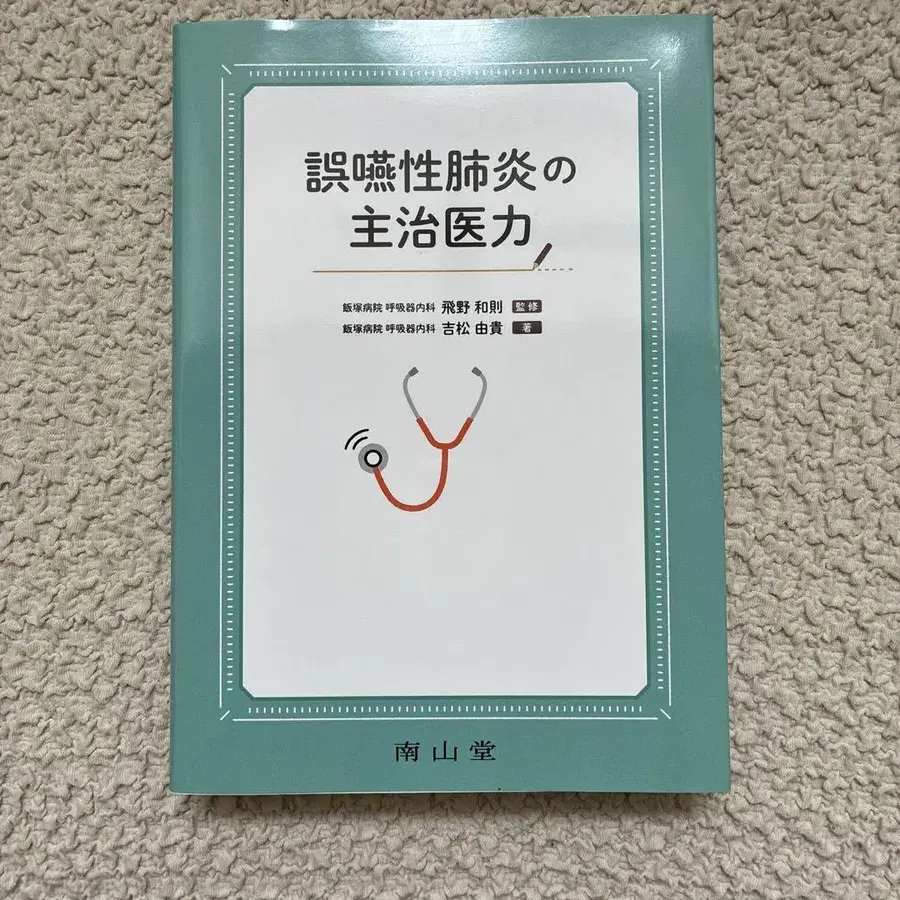 誤嚥性肺炎の
主治医力
飯塚病院 呼吸器内科 飛野 和則 監修
飯塚病院 呼吸器内科 吉松 由貴 著
南山堂